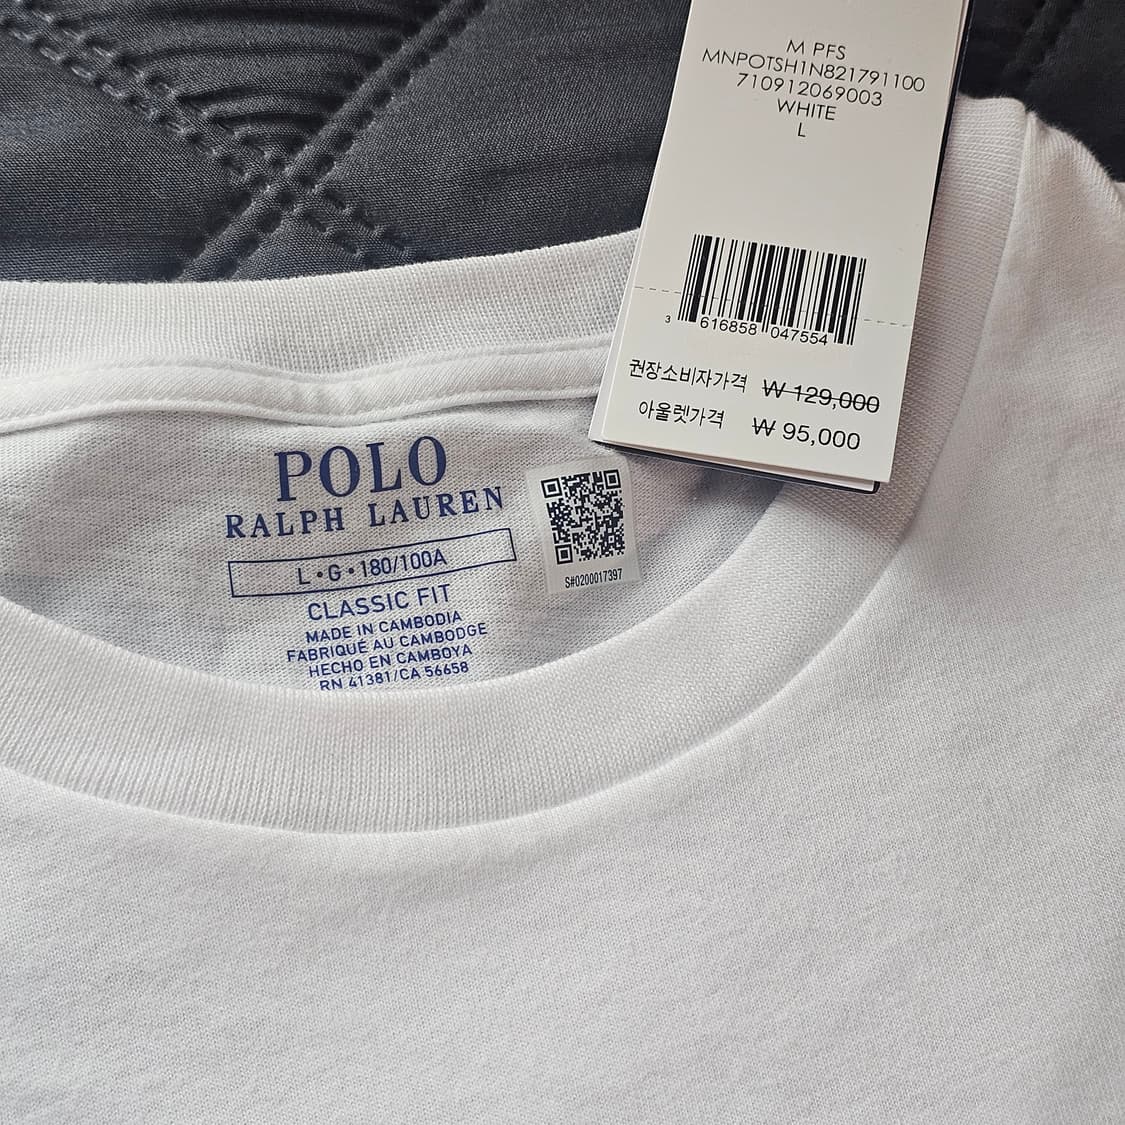 M PFS
MNPOTSH1N821791100
710912069003
WHITE
L
3 616858 047554
권장소비자가격 ₩ 129,000
아울렛가격 ₩ 95,000
POLO
RALPH LAUREN
L•G•180/100A
CLASSIC FIT
MADE IN CAMBODIA
FABRIQUÉ AU CAMBODGE
HECHO EN CAMBOYA
RN 41381/CA 56658
S#0200017397